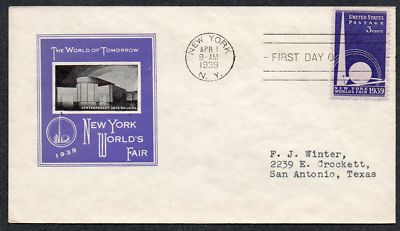 THE WORLD OF TOMORROW
CONTEMPORARY ARTS BUILDING
1939
NEW YORK
WORLD'S
FAIR
NEW YORK
APR 1
9-AM
1939
N.Y.
FIRST DAY O
UNITED STATES
POSTAGE
3 CENTS
NEW YORK
WORLD'S FAIR
1939
F. J. Winter,
2239 E. Crockett,
San Antonio, Texas